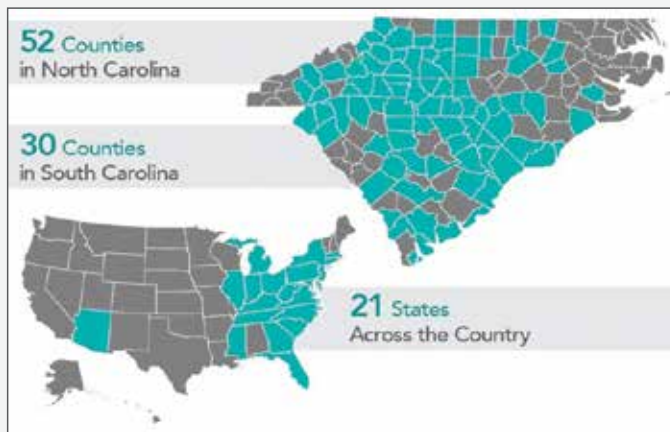 52 Counties
in North Carolina
30 Counties
in South Carolina
21 States
Across the Country